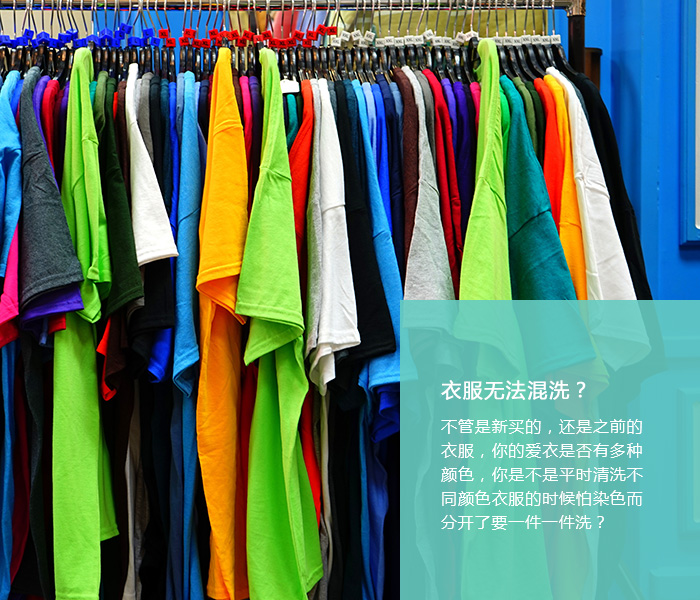 衣服无法混洗？
不管是新买的，还是之前的
衣服，你的爱衣是否有多种
颜色，你是不是平时清洗不
同颜色衣服的时候怕染色而
分开了要一件一件洗？